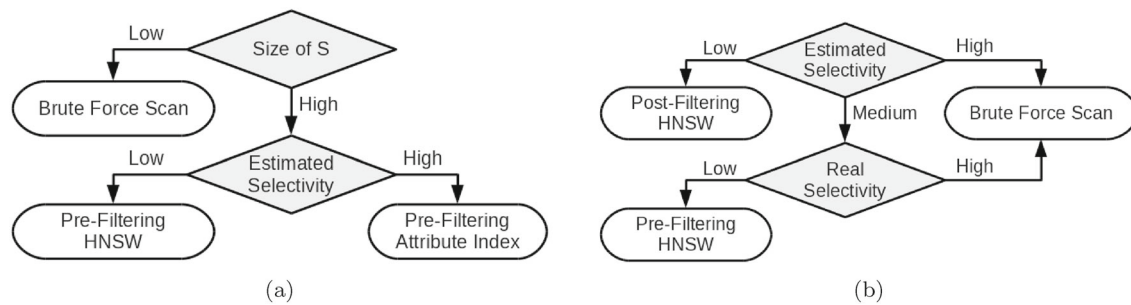 Size of S
Low
High
Brute Force Scan
Estimated
Selectivity
Low
High
Pre-Filtering
HNSW
Pre-Filtering
Attribute Index
(a)
Estimated
Selectivity
Low
High
Medium
Post-Filtering
HNSW
Brute Force Scan
Real
Selectivity
Low
High
Pre-Filtering
HNSW
(b)